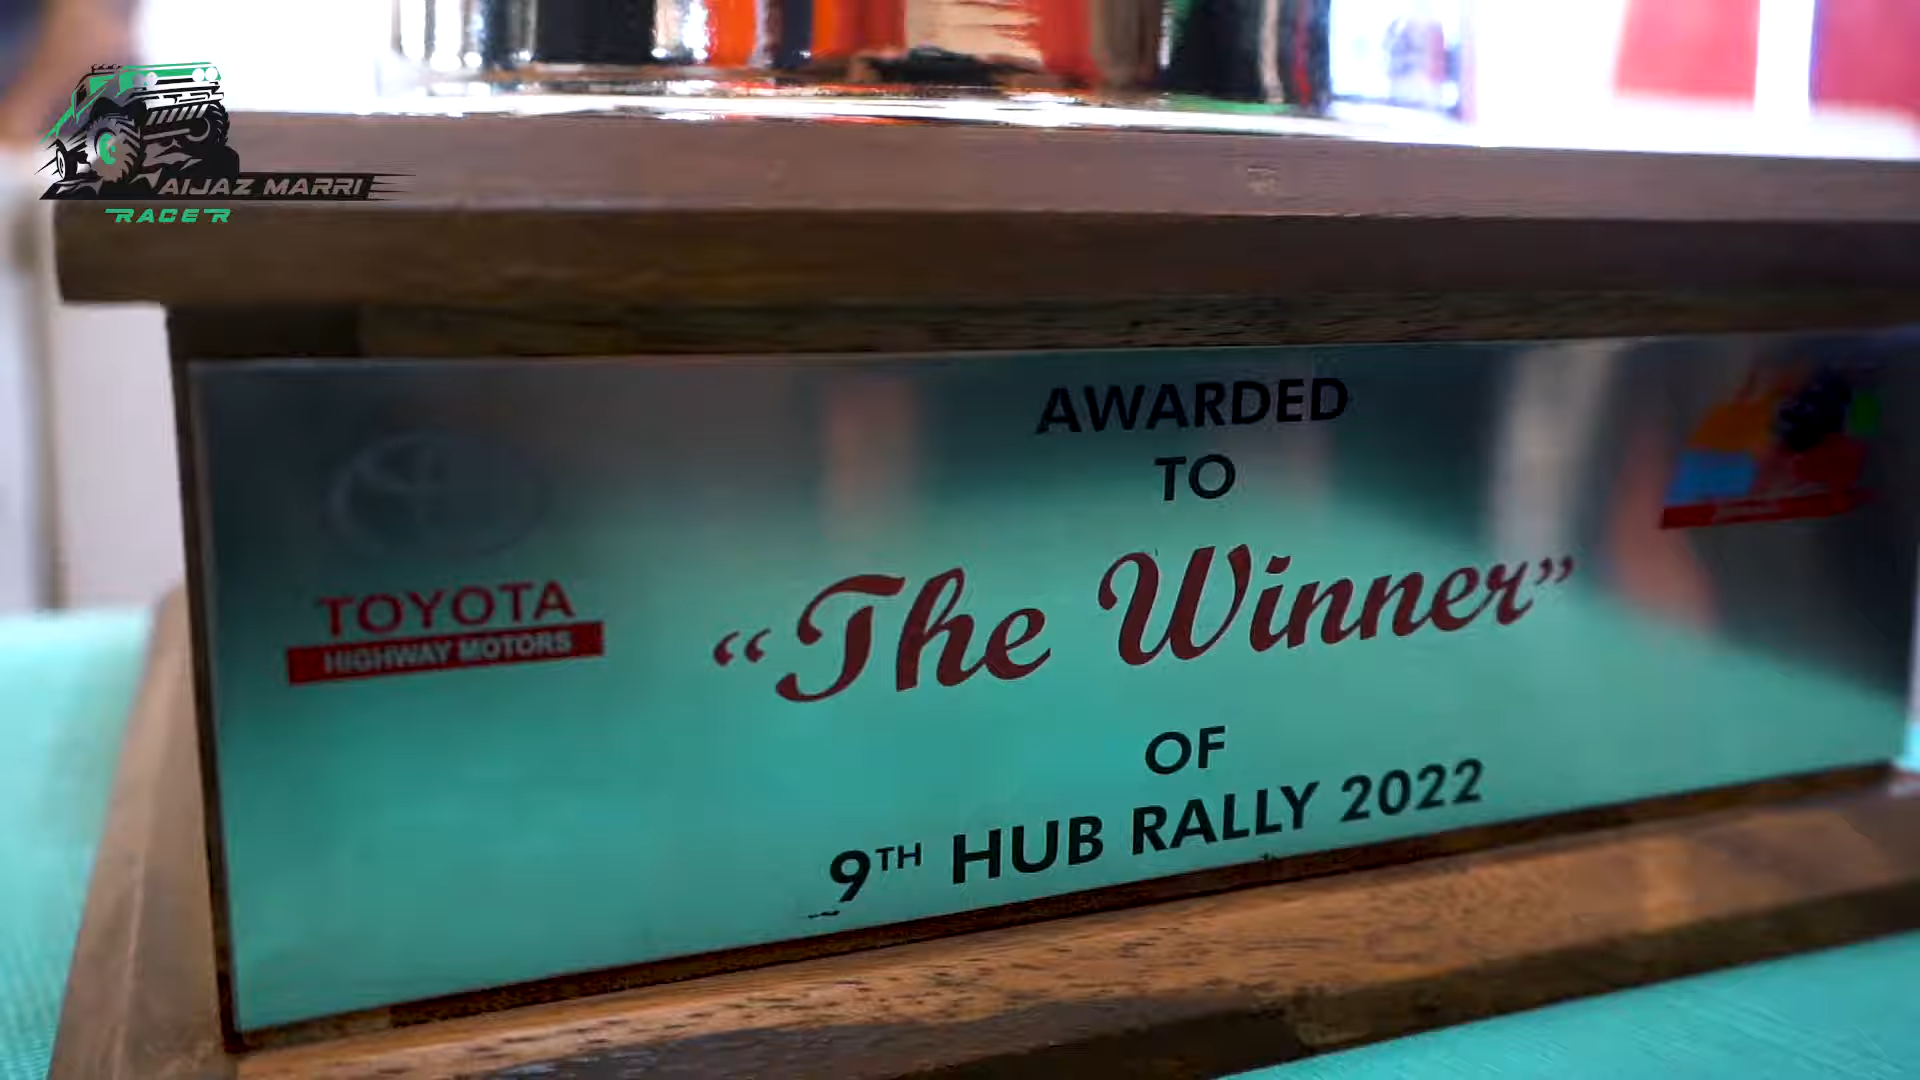 AIJAZ MARRI
RACER
AWARDED
TO
“The Winner”
OF
9TH HUB RALLY 2022
TOYOTA
HIGHWAY MOTORS